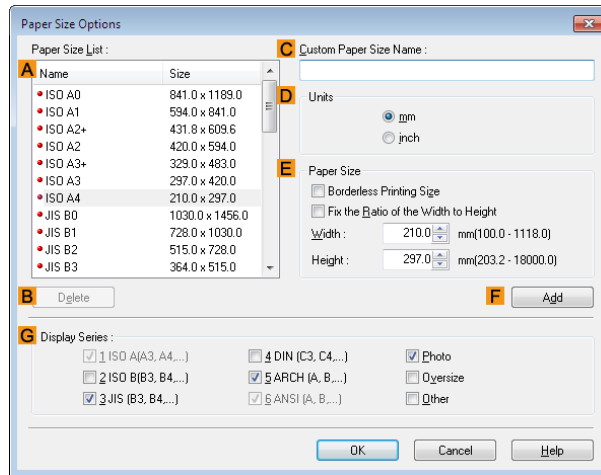 Paper Size Options
Paper Size List :
A
Name Size
ISO A0 841.0 x 1189.0
ISO A1 594.0 x 841.0
ISO A2+ 431.8 x 609.6
ISO A2 420.0 x 594.0
ISO A3+ 329.0 x 483.0
ISO A3 297.0 x 420.0
ISO A4 210.0 x 297.0
JIS B0 1030.0 x 1456.0
JIS B1 728.0 x 1030.0
JIS B2 515.0 x 728.0
JIS B3 364.0 x 515.0
B Delete
C Custom Paper Size Name :
D Units
mm
inch
E Paper Size
Borderless Printing Size
Fix the Ratio of the Width to Height
Width : 210.0 mm(100.0 - 1118.0)
Height : 297.0 mm(203.2 - 18000.0)
F Add
G Display Series :
1 ISO A(A3, A4,...) 4 DIN (C3, C4,...) Photo
2 ISO B(B3, B4,...) 5 ARCH (A, B,...) Oversize
3 JIS (B3, B4,...) 6 ANSI (A, B,...) Other
OK Cancel Help